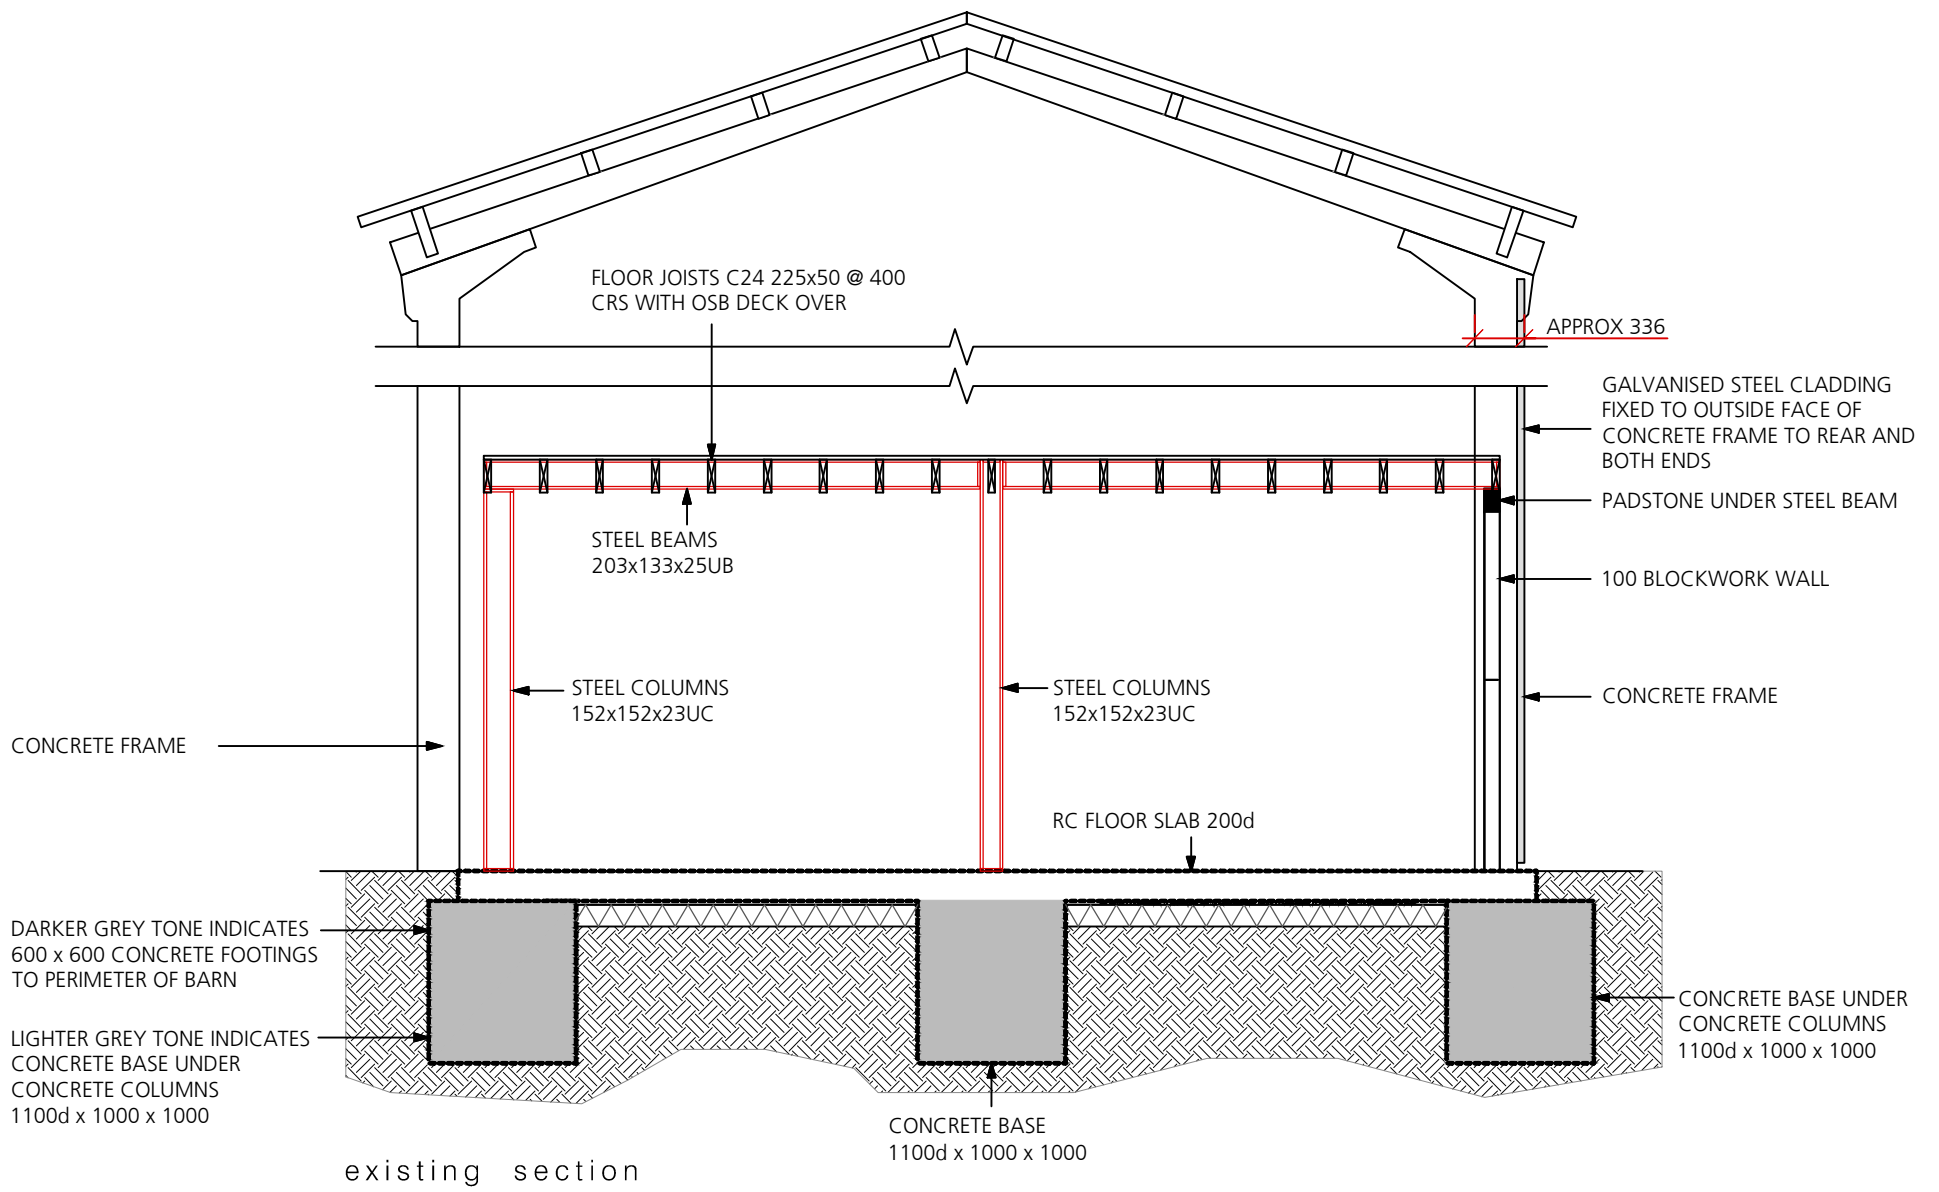 FLOOR JOISTS C24 225x50 @ 400
CRS WITH OSB DECK OVER
APPROX 336
GALVANISED STEEL CLADDING
FIXED TO OUTSIDE FACE OF
CONCRETE FRAME TO REAR AND
BOTH ENDS
PADSTONE UNDER STEEL BEAM
STEEL BEAMS
203x133x25UB
100 BLOCKWORK WALL
STEEL COLUMNS
152x152x23UC
STEEL COLUMNS
152x152x23UC
CONCRETE FRAME
CONCRETE FRAME
RC FLOOR SLAB 200d
DARKER GREY TONE INDICATES
600 x 600 CONCRETE FOOTINGS
TO PERIMETER OF BARN
LIGHTER GREY TONE INDICATES
CONCRETE BASE UNDER
CONCRETE COLUMNS
1100d x 1000 x 1000
CONCRETE BASE UNDER
CONCRETE COLUMNS
1100d x 1000 x 1000
CONCRETE BASE
1100d x 1000 x 1000
existing section